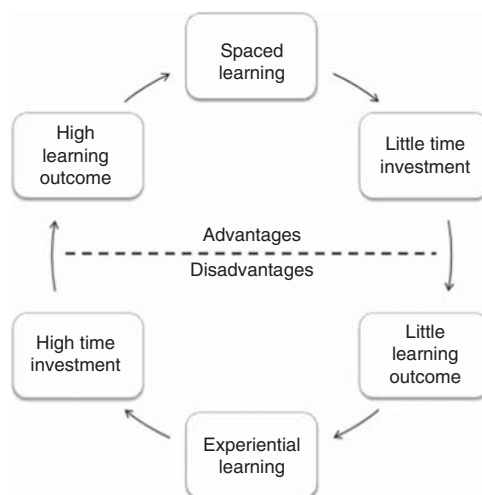 Spaced
learning
High
learning
outcome
Little time
investment
Advantages
Disadvantages
High time
investment
Little
learning
outcome
Experiential
learning